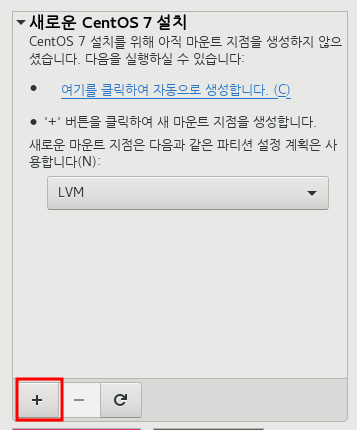 새로운 CentOS 7 설치
CentOS 7 설치를 위해 아직 마운트 지점을 생성하지 않으
셨습니다. 다음을 실행하실 수 있습니다:
• 여기를 클릭하여 자동으로 생성합니다. (C)
• '+' 버튼을 클릭하여 새 마운트 지점을 생성합니다.
새로운 마운트 지점은 다음과 같은 파티션 설정 계획은 사
용합니다(N):
LVM
+ −